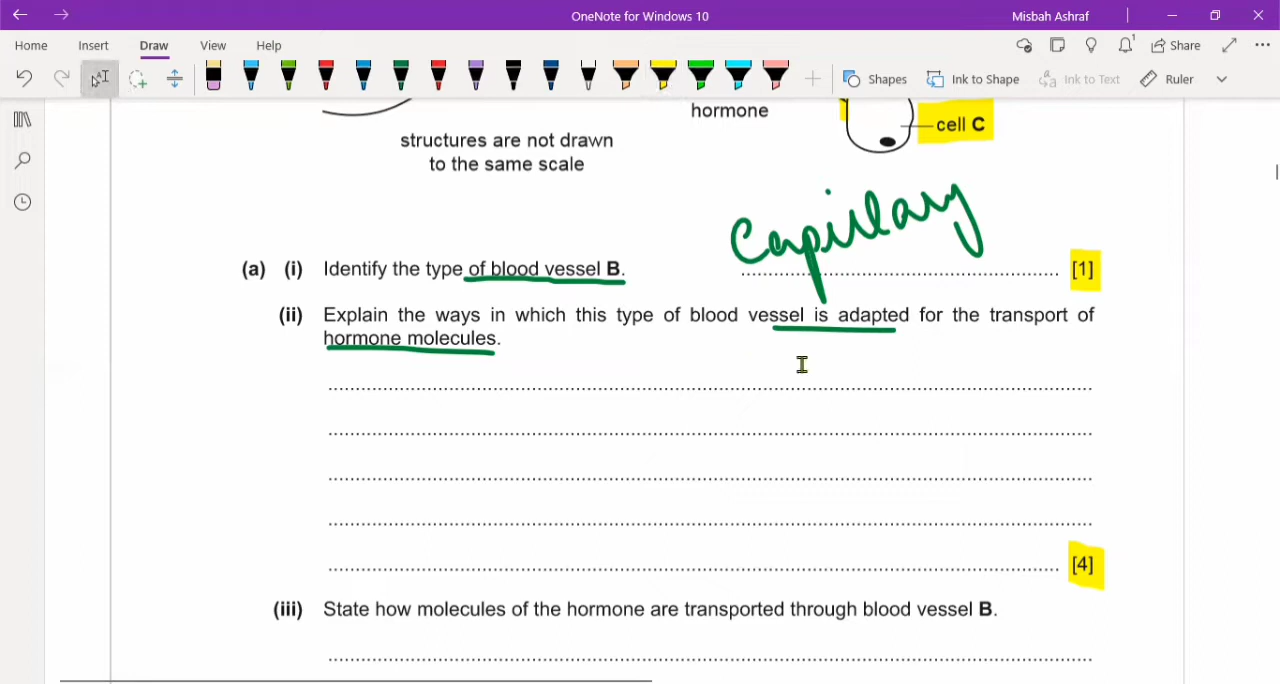 OneNote for Windows 10
Misbah Ashraf
Home Insert Draw View Help
Share
Shapes Ink to Shape Ink to Text Ruler
hormone
cell C
structures are not drawn
to the same scale
Capillary
(a) (i) Identify the type of blood vessel B. ........................................ [1]
(ii) Explain the ways in which this type of blood vessel is adapted for the transport of
hormone molecules.
[4]
(iii) State how molecules of the hormone are transported through blood vessel B.